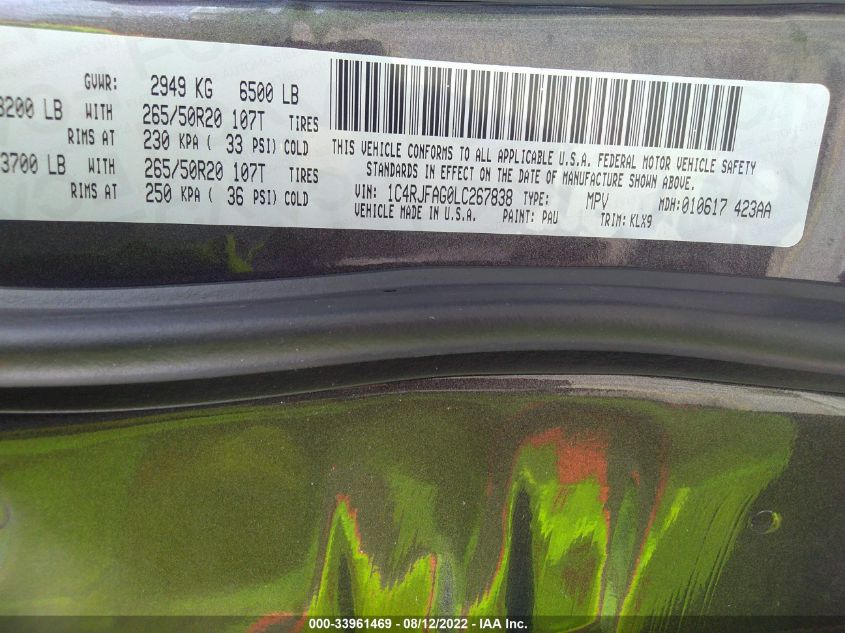 GVWR: 2949 KG 6500 LB
3200 LB WITH 265/50R20 107T TIRES
RIMS AT 230 KPA ( 33 PSI) COLD
3700 LB WITH 265/50R20 107T TIRES
RIMS AT 250 KPA ( 36 PSI) COLD
THIS VEHICLE CONFORMS TO ALL APPLICABLE U.S.A. FEDERAL MOTOR VEHICLE SAFETY
STANDARDS IN EFFECT ON THE DATE OF MANUFACTURE SHOWN ABOVE.
VIN: 1C4RJFAG0LC267838 TYPE: MPV MDH:010617 423AA
VEHICLE MADE IN U.S.A. PAINT: PAU TRIM: KLX9
000-33961469 - 08/12/2022 - IAA Inc.